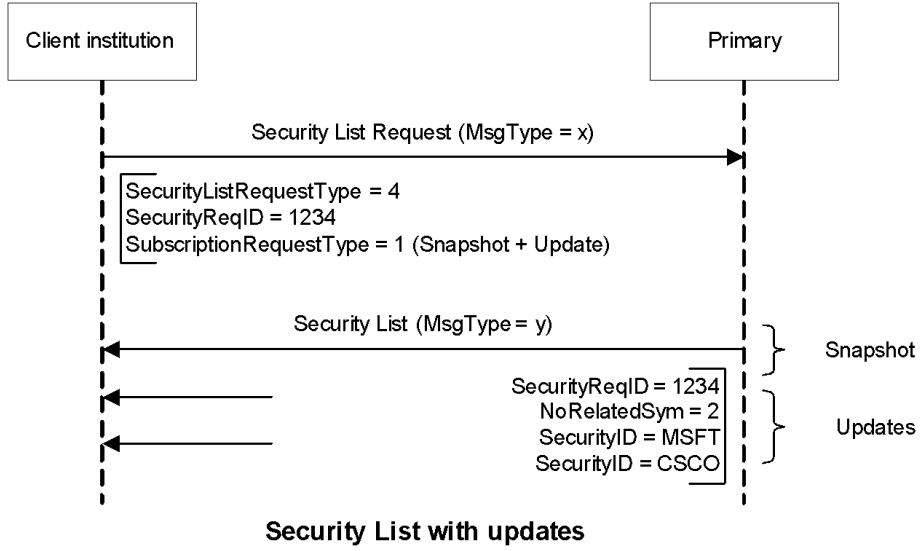 Client institution
Primary
Security List Request (MsgType = x)
SecurityListRequestType = 4
SecurityReqID = 1234
SubscriptionRequestType = 1 (Snapshot + Update)
Security List (MsgType = y)
Snapshot
SecurityReqID = 1234
NoRelatedSym = 2
SecurityID = MSFT
SecurityID = CSCO
Updates
Security List with updates